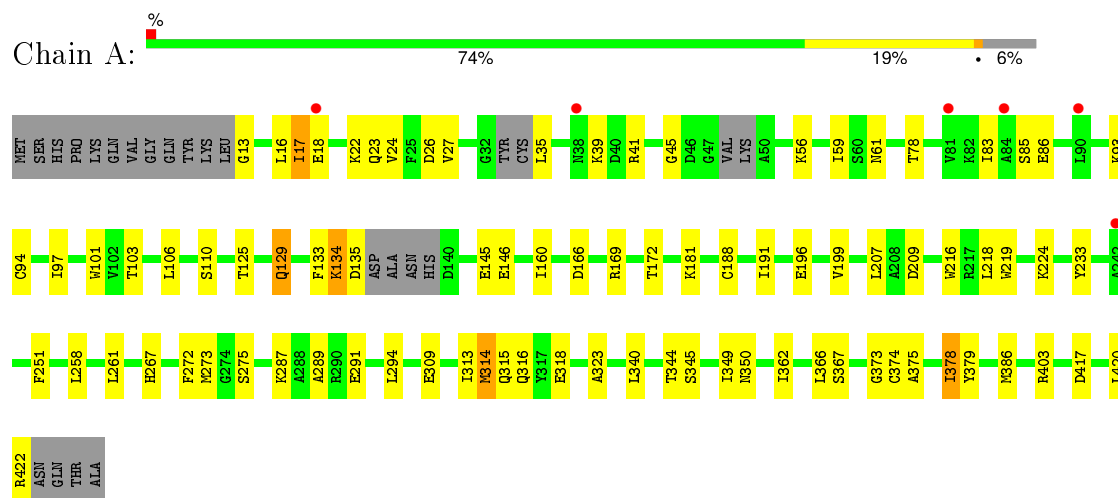 %
Chain A:
74% 19% • 6%
MET SER HIS PRO LYS GLN VAL GLY GLN TYR LYS LEU G13 L16 I17 E18 K22 Q23 V24 F25 D26 V27 G32 TYR CYS L35 N38 K39 D40 R41 G45 D46 G47 VAL LYS A50 K56 I59 S60 N61 T78 V81 K82 I83 A84 S85 E86 L90 K93
C94 I97 W101 V102 T103 L106 S110 T125 Q129 F133 K134 D135 ASP ALA ASN HIS D140 E145 E146 I160 D166 R169 T172 K181 C188 I191 E196 V199 L207 A208 D209 W216 R217 L218 W219 K224 Y233 A242
F251 L258 L261 H267 F272 M273 G274 S275 K287 A288 A289 R290 E291 L294 E309 I313 M314 Q315 Q316 Y317 E318 A323 L340 T344 S345 I349 N350 I362 L366 S367 G373 C374 A375 I378 Y379 M386 R403 D417
R422 ASN GLN THR ALA